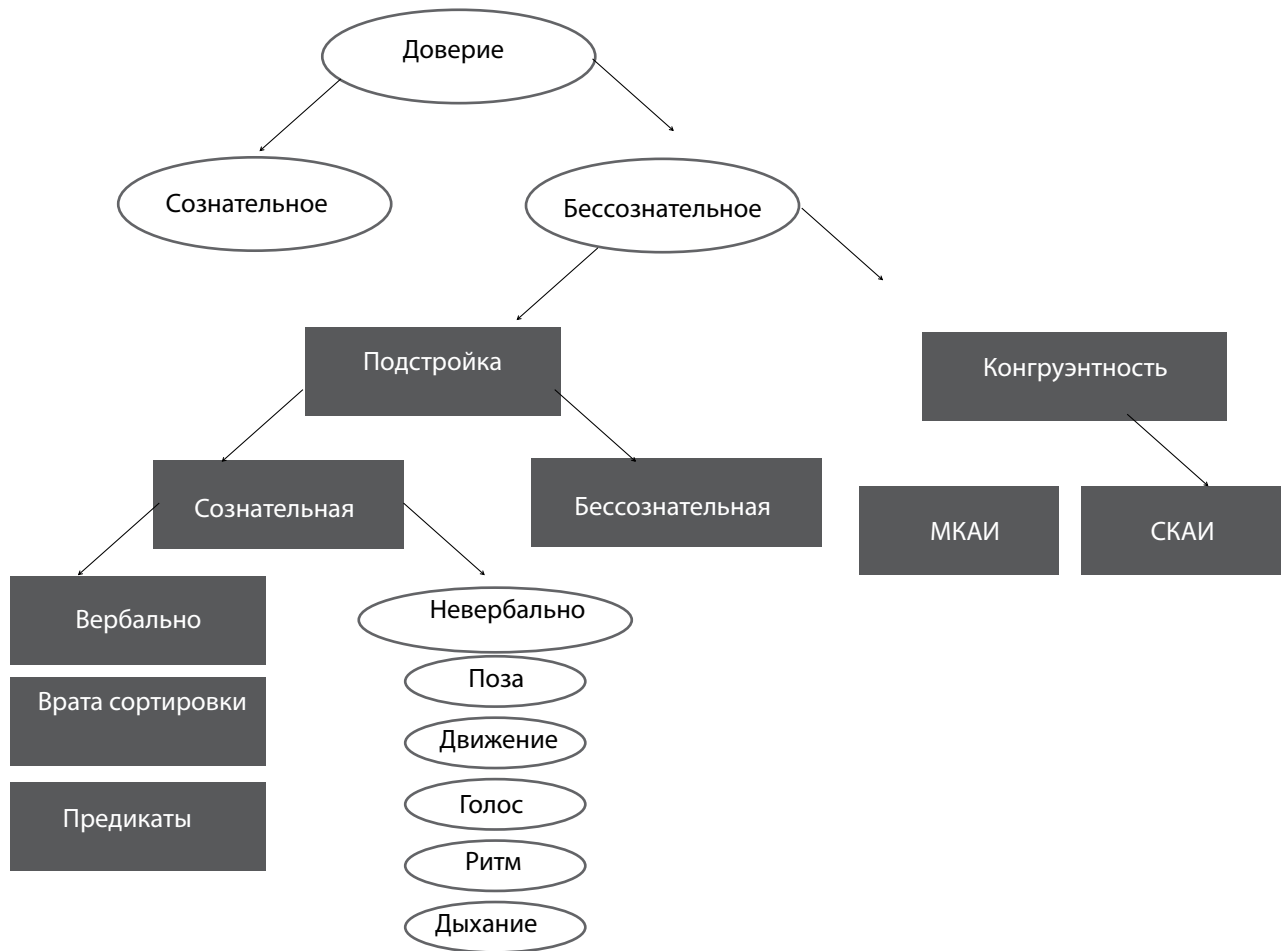 Доверие
Сознательное
Бессознательное
Подстройка
Конгруэнтность
Сознательная
Бессознательная
МКАИ
СКАИ
Вербально
Невербально
Врата сортировки
Поза
Движение
Предикаты
Голос
Ритм
Дыхание